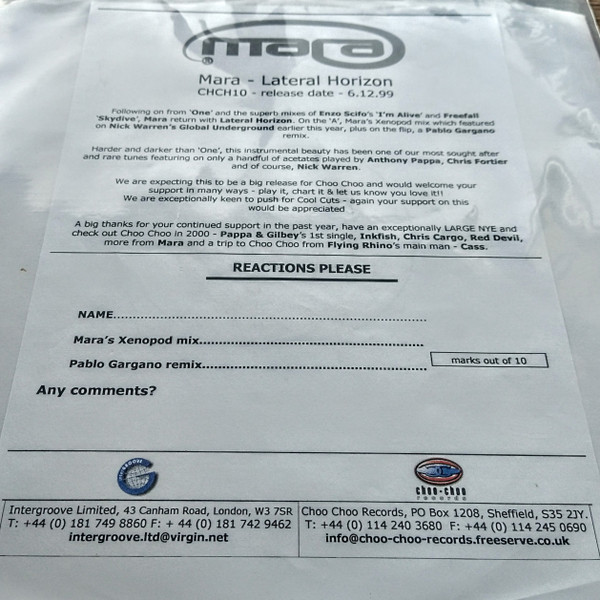 mara
®
Mara - Lateral Horizon
CHCH10 - release date - 6.12.99
Following on from 'One' and the superb mixes of Enzo Scifo's 'I'm Alive' and Freefall
'Skydive', Mara return with Lateral Horizon. On the 'A', Mara's Xenopod mix which featured
on Nick Warren's Global Underground earlier this year, plus on the flip, a Pablo Gargano
remix.
Harder and darker than 'One', this instrumental beauty has been one of our most sought after
and rare tunes featuring on only a handful of acetates played by Anthony Pappa, Chris Fortier
and of course, Nick Warren.
We are expecting this to be a big release for Choo Choo and would welcome your
support in many ways - play it, chart it & let us know you love it!!
We are exceptionally keen to push for Cool Cuts - again your support on this
would be appreciated
A big thanks for your continued support in the past year, have an exceptionally LARGE NYE and
check out Choo Choo in 2000 - Pappa & Gilbey's 1st single, Inkfish, Chris Cargo, Red Devil,
more from Mara and a trip to Choo Choo from Flying Rhino's main man - Cass.
REACTIONS PLEASE
NAME................................................................
Mara's Xenopod mix.............................................
Pablo Gargano remix.............................................
marks out of 10
Any comments?
INTERGROOVE
choo-choo
records
Intergroove Limited, 43 Canham Road, London, W3 7SR
T: +44 (0) 181 749 8860 F: + 44 (0) 181 742 9462
intergroove.ltd@virgin.net
Choo Choo Records, PO Box 1208, Sheffield, S35 2JY.
T: +44 (0) 114 240 3680 F: +44 (0) 114 245 0690
info@choo-choo-records.freeserve.co.uk